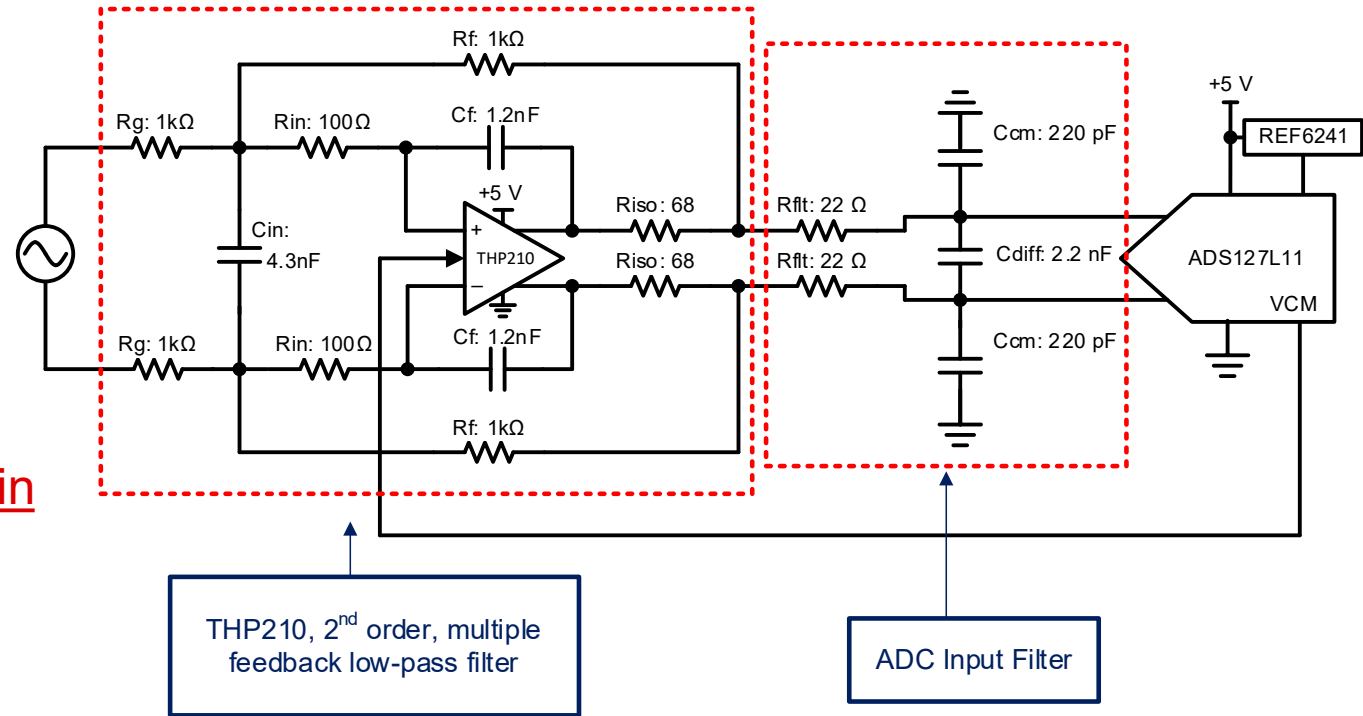 Rf: 1kΩ
Rg: 1kΩ
Rin: 100Ω
Cf: 1.2nF
+5 V
Cin:
4.3nF
+
THP210
−
Riso: 68
Riso: 68
Rflt: 22 Ω
Rflt: 22 Ω
Ccm: 220 pF
Cdiff: 2.2 nF
Ccm: 220 pF
+5 V
REF6241
ADS127L11
VCM
Rg: 1kΩ
Rin: 100Ω
Cf: 1.2nF
Rf: 1kΩ
in
THP210, 2nd order, multiple
feedback low-pass filter
ADC Input Filter